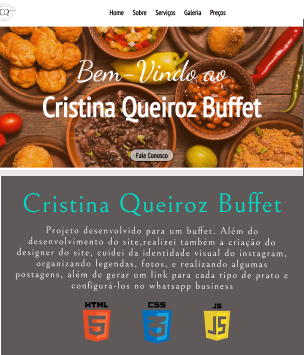 CQ
Home Sobre Serviços Galeria Preços
Bem-Vindo ao
Cristina Queiroz Buffet
Fale Conosco
Cristina Queiroz Buffet
Projeto desenvolvido para um buffet. Além do
desenvolvimento do site,realizei também a criação do
designer do site, cuidei da identidade visual do instagram,
organizando legendas, fotos, e realizando algumas
postagens, além de gerar um link para cada tipo de prato e
configurá-los no whatsapp business
HTML CSS JS
5 3 JS